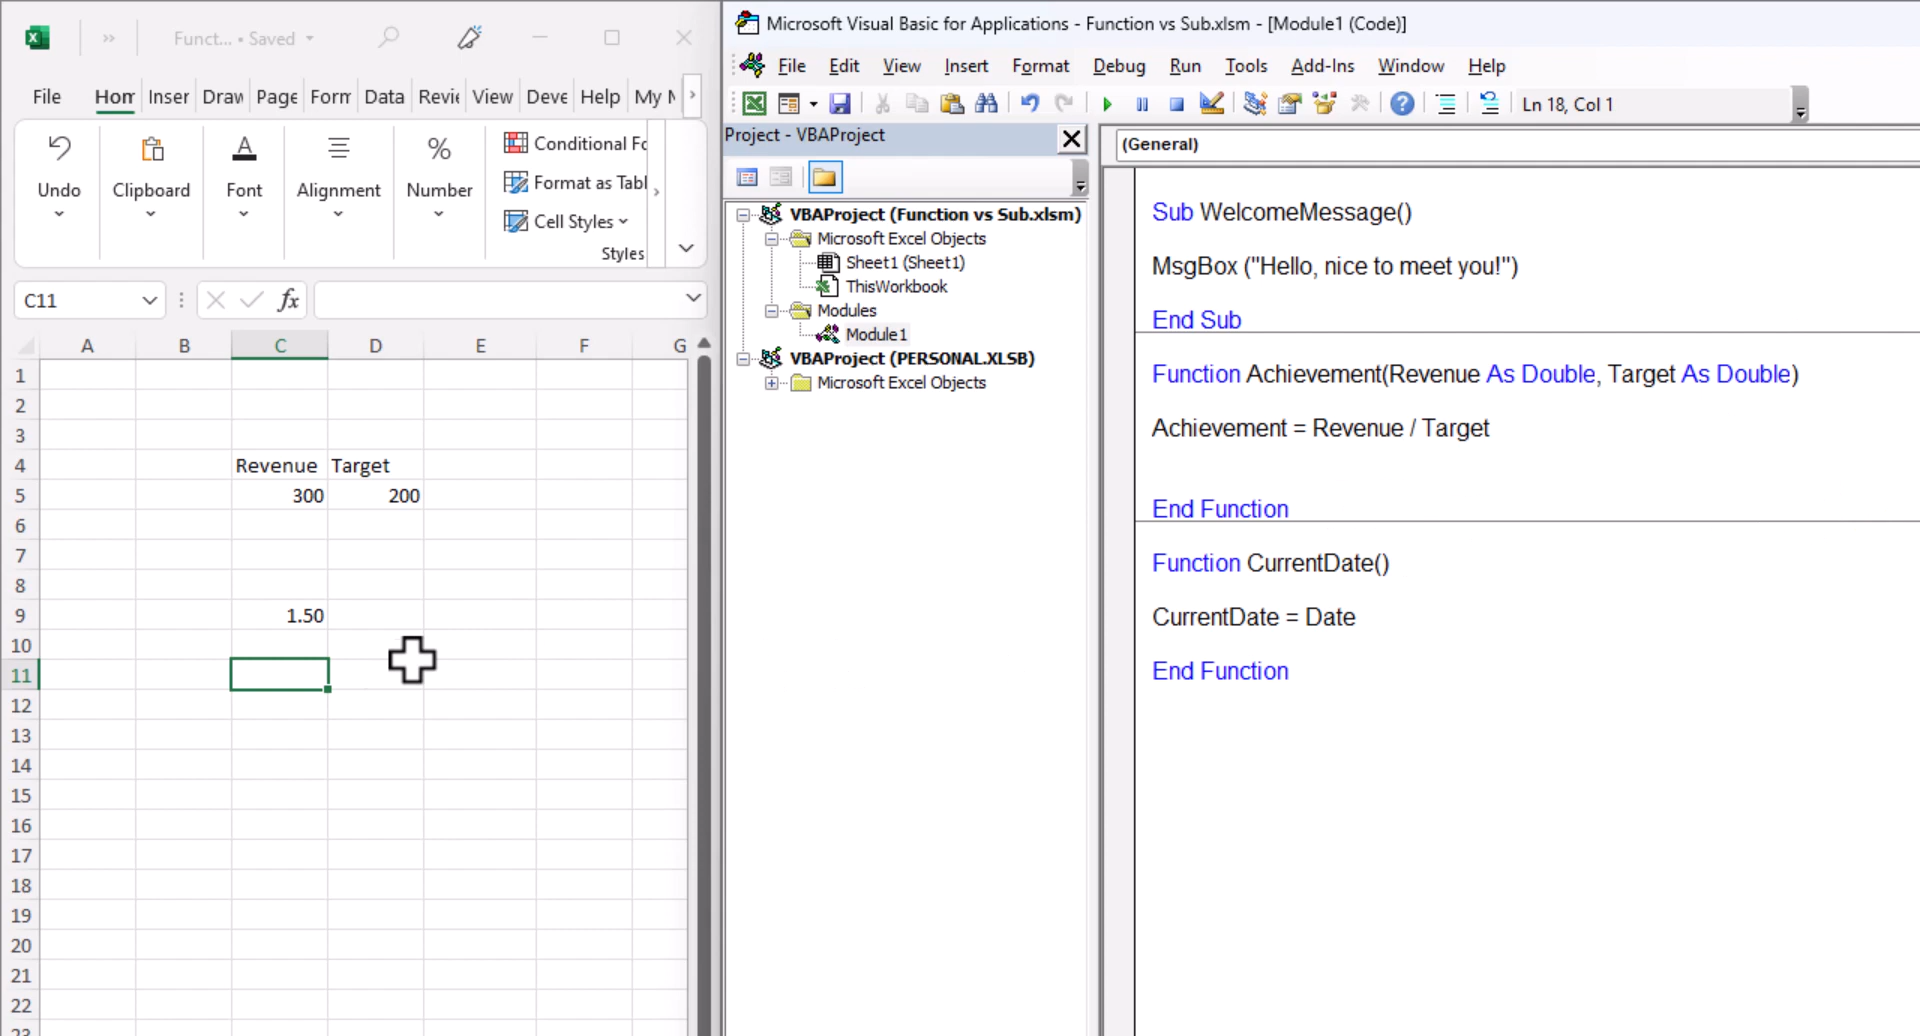 Funct... • Saved
File Hon Inser Draw Page Form Data Revie View Deve Help My N
Undo
Clipboard
Font
Alignment
%
Number
Conditional Fo
Format as Tabl
Cell Styles
Styles
C11
fx
A B C D E F G
1
2
3
4 Revenue Target
5 300 200
6
7
8
9 1.50
10
11
12
13
14
15
16
17
18
19
20
21
22
23
Microsoft Visual Basic for Applications - Function vs Sub.xlsm - [Module1 (Code)]
File Edit View Insert Format Debug Run Tools Add-Ins Window Help
Ln 18, Col 1
Project - VBAProject
VBAProject (Function vs Sub.xlsm)
Microsoft Excel Objects
Sheet1 (Sheet1)
ThisWorkbook
Modules
Module1
VBAProject (PERSONAL.XLSB)
Microsoft Excel Objects
(General)
Sub WelcomeMessage()
MsgBox ("Hello, nice to meet you!")
End Sub
Function Achievement(Revenue As Double, Target As Double)
Achievement = Revenue / Target
End Function
Function CurrentDate()
CurrentDate = Date
End Function